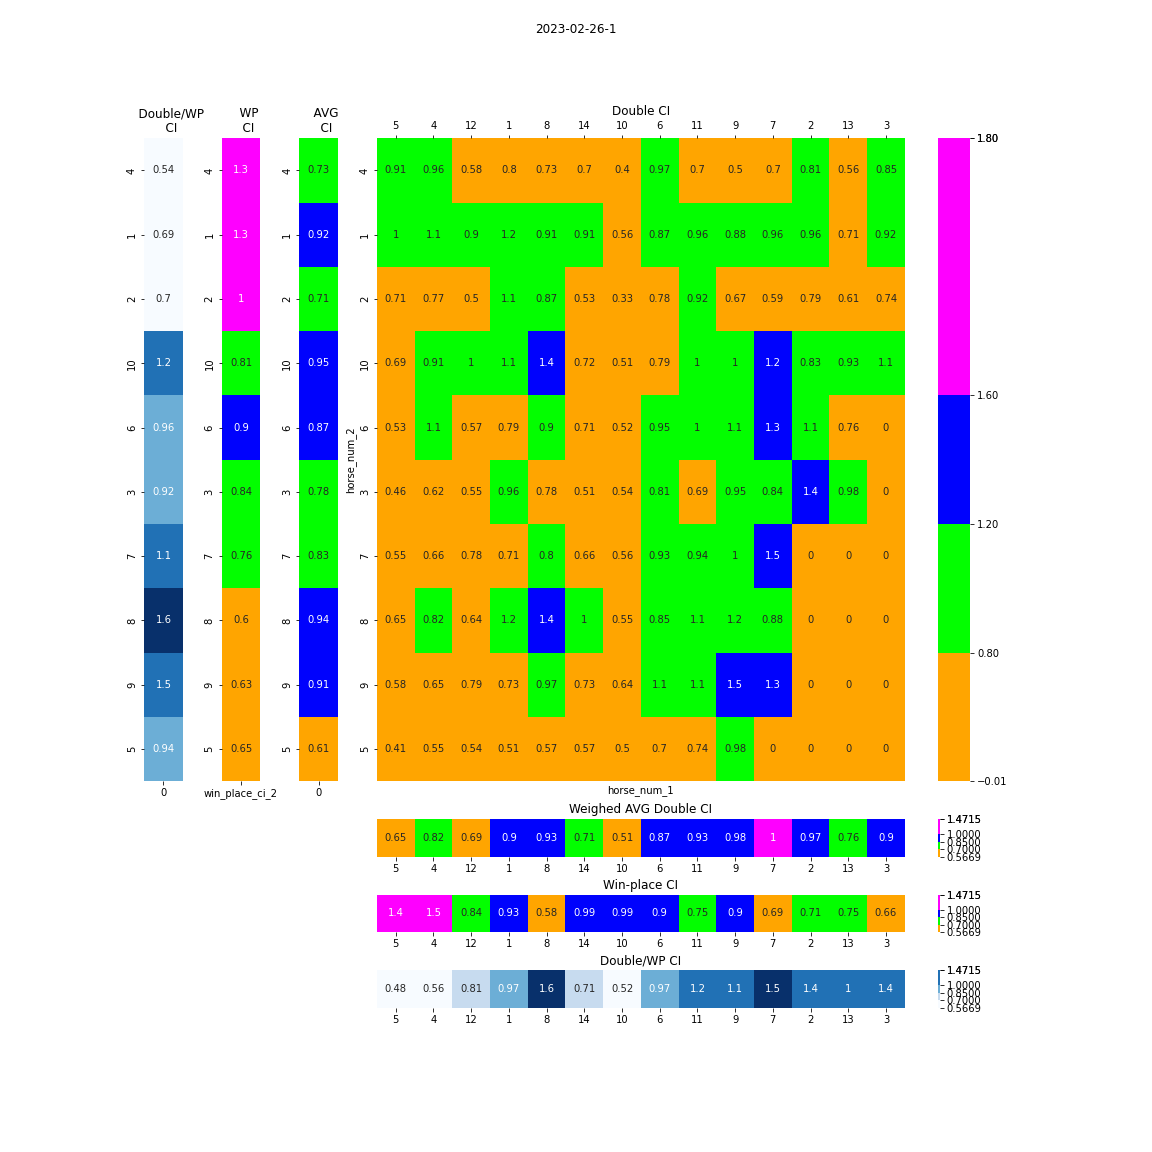 2023-02-26-1
Double/WP CI
WP CI
AVG CI
Double CI
5 4 12 1 8 14 10 6 11 9 7 2 13 3
4 0.54 4 1.3 4 0.73 4 0.91 0.96 0.58 0.8 0.73 0.7 0.4 0.97 0.7 0.5 0.7 0.81 0.56 0.85
1 0.69 1 1.3 1 0.92 1 1 1.1 0.9 1.2 0.91 0.91 0.56 0.87 0.96 0.88 0.96 0.96 0.71 0.92
2 0.7 2 1 2 0.71 2 0.71 0.77 0.5 1.1 0.87 0.53 0.33 0.78 0.92 0.67 0.59 0.79 0.61 0.74
10 1.2 10 0.81 10 0.95 10 0.69 0.91 1 1.1 1.4 0.72 0.51 0.79 1 1 1.2 0.83 0.93 1.1
6 0.96 6 0.9 6 0.87 6 0.53 1.1 0.57 0.79 0.9 0.71 0.52 0.95 1 1.1 1.3 1.1 0.76 0
3 0.92 3 0.84 3 0.78 3 0.46 0.62 0.55 0.96 0.78 0.51 0.54 0.81 0.69 0.95 0.84 1.4 0.98 0
7 1.1 7 0.76 7 0.83 7 0.55 0.66 0.78 0.71 0.8 0.66 0.56 0.93 0.94 1 1.5 0 0 0
8 1.6 8 0.6 8 0.94 8 0.65 0.82 0.64 1.2 1.4 1 0.55 0.85 1.1 1.2 0.88 0 0 0
9 1.5 9 0.63 9 0.91 9 0.58 0.65 0.79 0.73 0.97 0.73 0.64 1.1 1.1 1.5 1.3 0 0 0
5 0.94 5 0.65 5 0.61 5 0.41 0.55 0.54 0.51 0.57 0.57 0.5 0.7 0.74 0.98 0 0 0 0
horse_num_2
0 win_place_ci_2 0 horse_num_1
1.80
1.60
1.20
0.80
−0.01
Weighed AVG Double CI
0.65 0.82 0.69 0.9 0.93 0.71 0.51 0.87 0.93 0.98 1 0.97 0.76 0.9
5 4 12 1 8 14 10 6 11 9 7 2 13 3
1.4715
1.0000
0.8500
0.7000
0.5669
Win-place CI
1.4 1.5 0.84 0.93 0.58 0.99 0.99 0.9 0.75 0.9 0.69 0.71 0.75 0.66
5 4 12 1 8 14 10 6 11 9 7 2 13 3
1.4715
1.0000
0.8500
0.7000
0.5669
Double/WP CI
0.48 0.56 0.81 0.97 1.6 0.71 0.52 0.97 1.2 1.1 1.5 1.4 1 1.4
5 4 12 1 8 14 10 6 11 9 7 2 13 3
1.4715
1.0000
0.8500
0.7000
0.5669